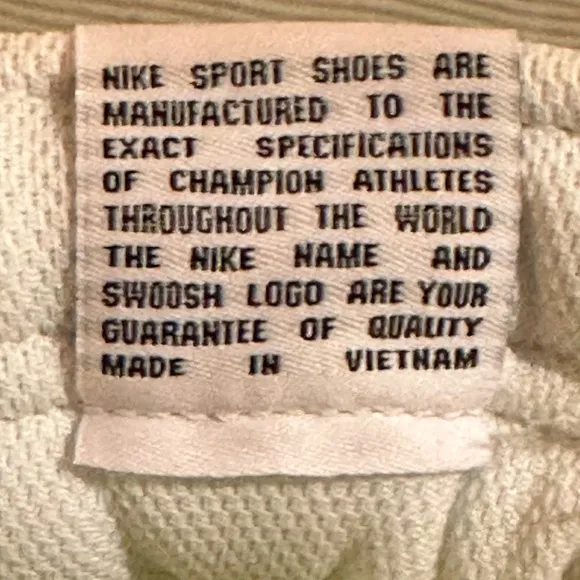 NIKE SPORT SHOES ARE
MANUFACTURED TO THE
EXACT SPECIFICATIONS
OF CHAMPION ATHLETES
THROUGHOUT THE WORLD
THE NIKE NAME AND
SWOOSH LOGO ARE YOUR
GUARANTEE OF QUALITY
MADE IN VIETNAM